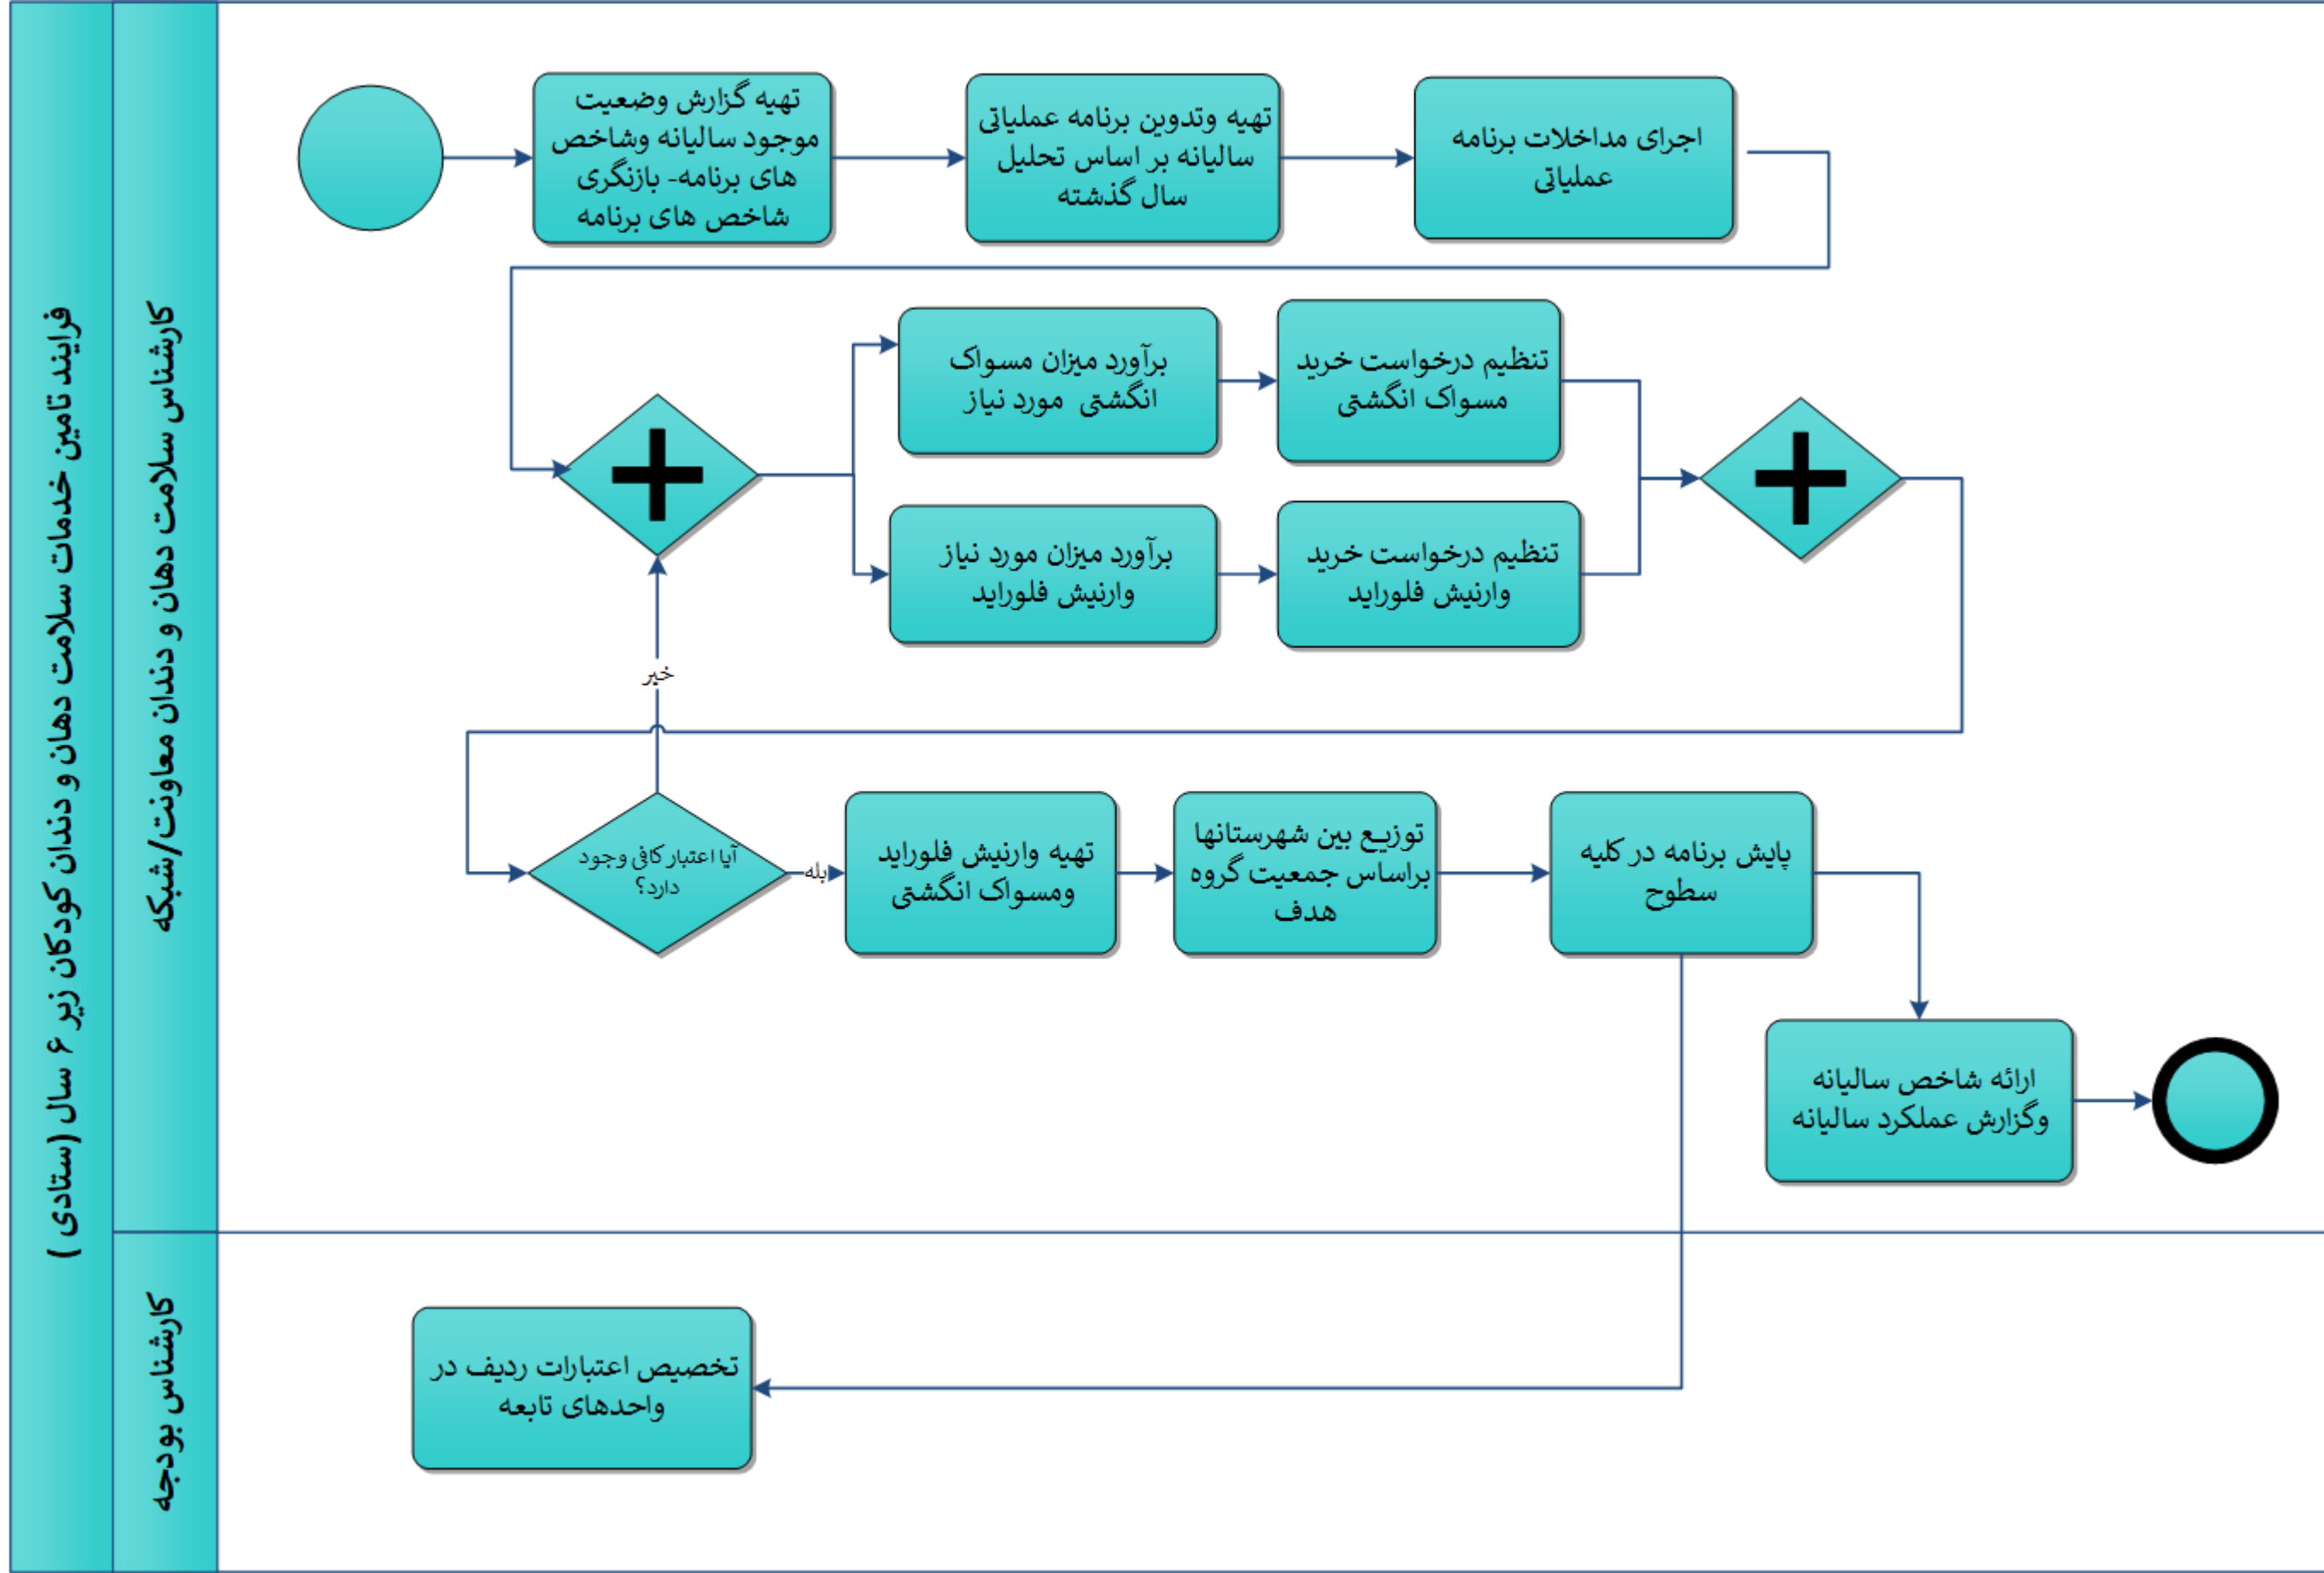 فرایند تامین خدمات سلامت دهان و دندان کودکان زیر ۶ سال (ستادی )
کارشناس سلامت دهان و دندان معاونت/شبکه
تهیه گزارش وضعیت
موجود سالیانه وشاخص
های برنامه- بازنگری
شاخص های برنامه
تهیه وتدوین برنامه عملیاتی
سالیانه بر اساس تحلیل
سال گذشته
اجرای مداخلات برنامه
عملیاتی
برآورد میزان مسواک
انگشتی مورد نیاز
تنظیم درخواست خرید
مسواک انگشتی
برآورد میزان مورد نیاز
وارنیش فلوراید
تنظیم درخواست خرید
وارنیش فلوراید
خیر
آیا اعتبار کافی وجود
دارد؟
بله
تهیه وارنیش فلوراید
ومسواک انگشتی
توزیع بین شهرستانها
براساس جمعیت گروه
هدف
پایش برنامه در کلیه
سطوح
ارائه شاخص سالیانه
وگزارش عملکرد سالیانه
کارشناس بودجه
تخصیص اعتبارات ردیف در
واحدهای تابعه